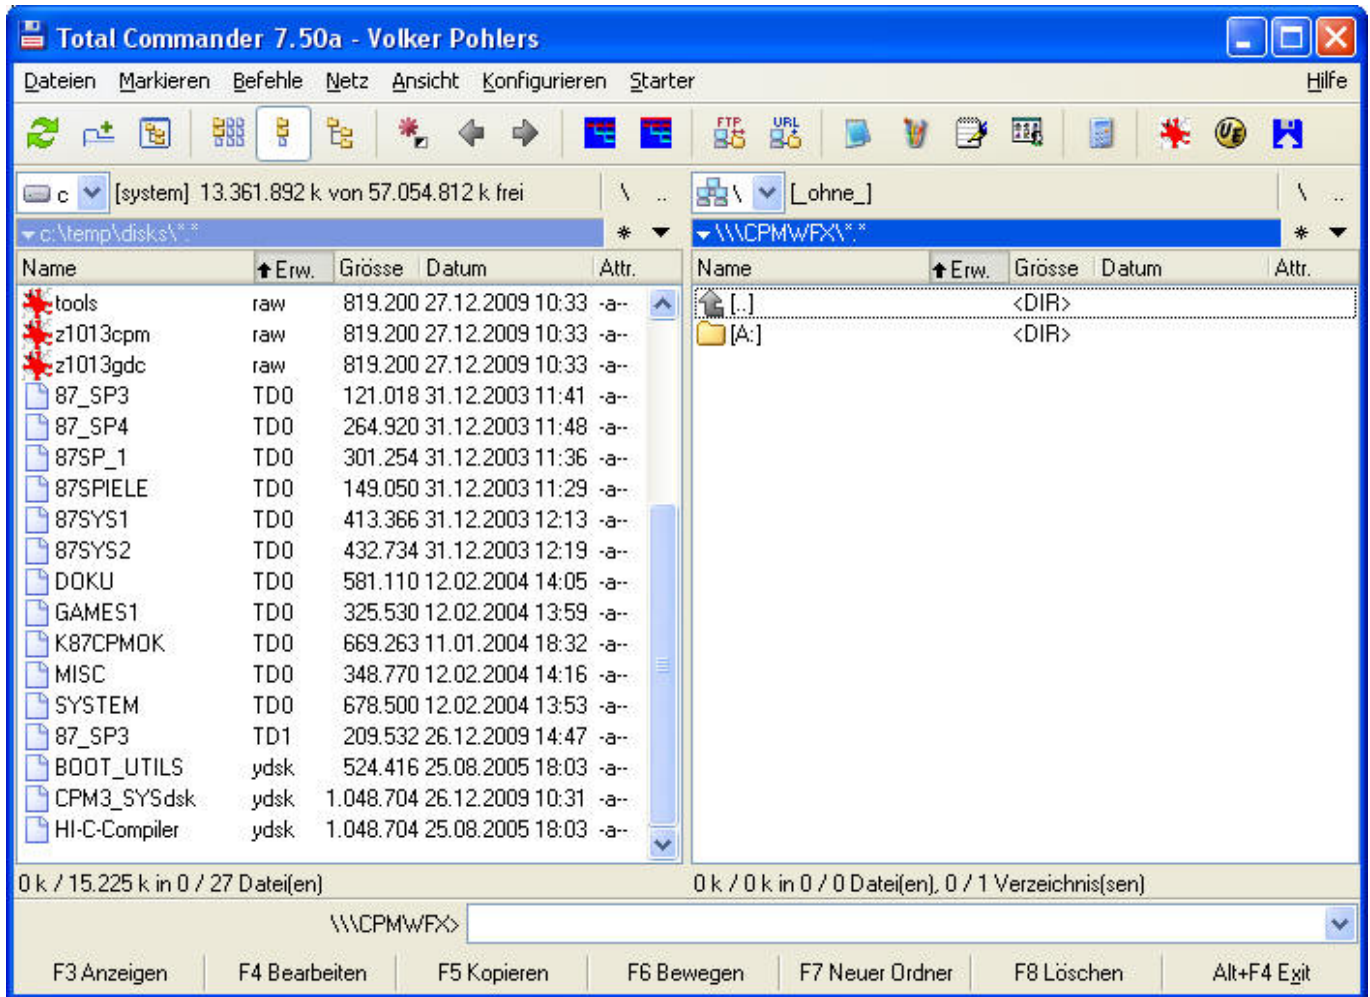 Total Commander 7.50a - Volker Pohlers
Dateien Markieren Befehle Netz Ansicht Konfigurieren Starter Hilfe
FTP URL UE
c [system] 13.361.892 k von 57.054.812 k frei \ ..
\ [_ohne_] \ ..
c:\temp\disks\*.* * 
\\\CPMWFX\*.* *
Name Erw. Grösse Datum Attr.
Name Erw. Grösse Datum Attr.
tools raw 819.200 27.12.2009 10:33 -a--
z1013cpm raw 819.200 27.12.2009 10:33 -a--
z1013gdc raw 819.200 27.12.2009 10:33 -a--
87_SP3 TD0 121.018 31.12.2003 11:41 -a--
87_SP4 TD0 264.920 31.12.2003 11:48 -a--
87SP_1 TD0 301.254 31.12.2003 11:36 -a--
87SPIELE TD0 149.050 31.12.2003 11:29 -a--
87SYS1 TD0 413.366 31.12.2003 12:13 -a--
87SYS2 TD0 432.734 31.12.2003 12:19 -a--
DOKU TD0 581.110 12.02.2004 14:05 -a--
GAMES1 TD0 325.530 12.02.2004 13:59 -a--
K87CPMOK TD0 669.263 11.01.2004 18:32 -a--
MISC TD0 348.770 12.02.2004 14:16 -a--
SYSTEM TD0 678.500 12.02.2004 13:53 -a--
87_SP3 TD1 209.532 26.12.2009 14:47 -a--
BOOT_UTILS ydsk 524.416 25.08.2005 18:03 -a--
CPM3_SYSdsk ydsk 1.048.704 26.12.2009 10:31 -a--
HI-C-Compiler ydsk 1.048.704 25.08.2005 18:03 -a--
[..] <DIR>
[A:] <DIR>
0 k / 15.225 k in 0 / 27 Datei(en)
0 k / 0 k in 0 / 0 Datei(en), 0 / 1 Verzeichnis(sen)
\\\CPMWFX>
F3 Anzeigen F4 Bearbeiten F5 Kopieren F6 Bewegen F7 Neuer Ordner F8 Löschen Alt+F4 Exit